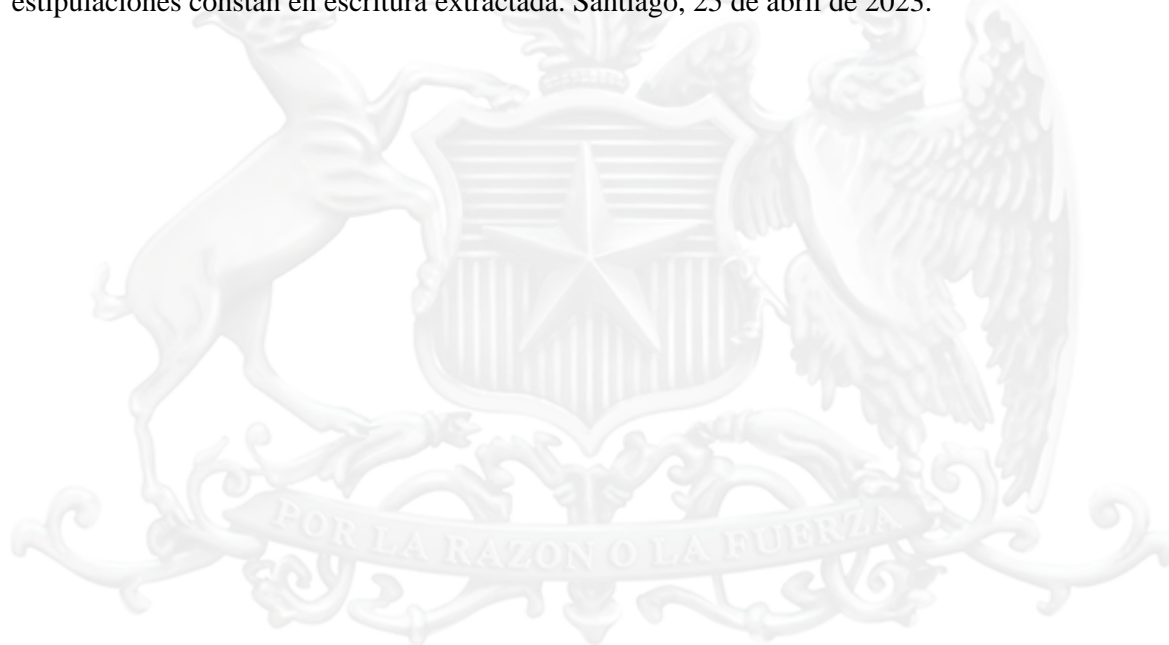 estipulaciones constan en escritura extractada. Santiago, 25 de abril de 2023.
POR LA RAZON O LA FUERZA